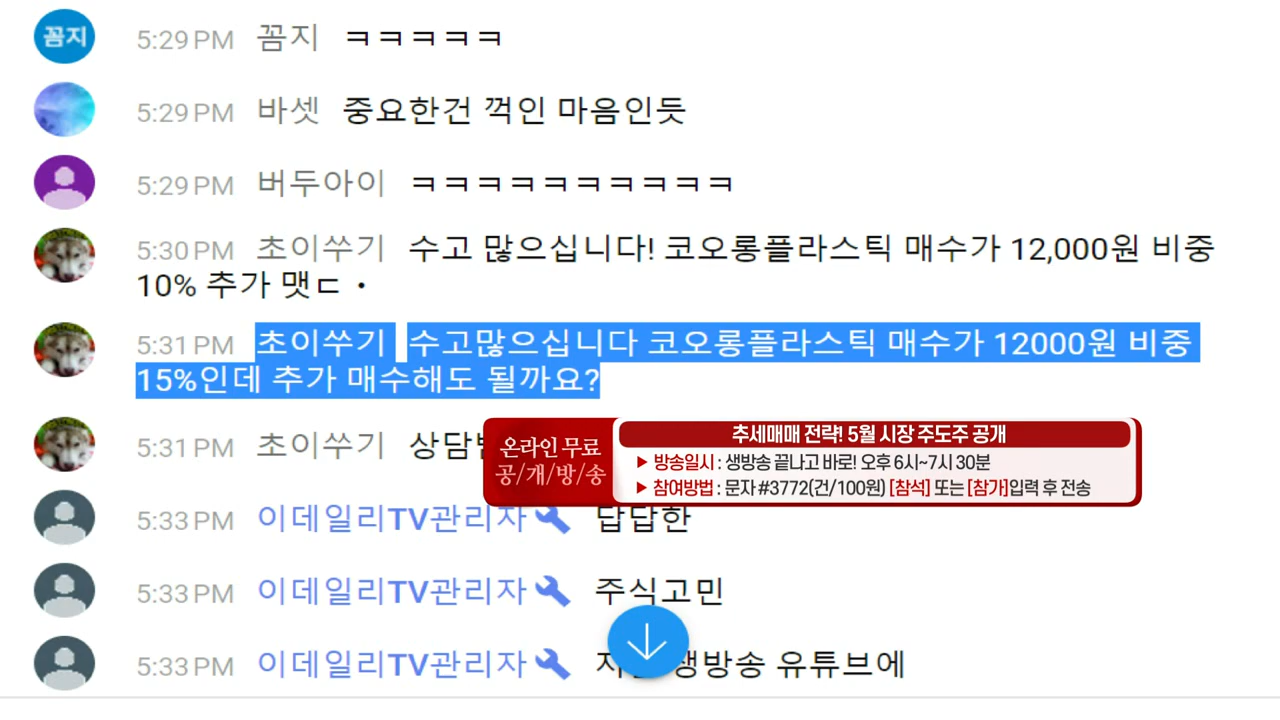 꼼지
5:29 PM 꼼지 ㅋㅋㅋㅋㅋ
5:29 PM 바셋 중요한건 꺽인 마음인듯
5:29 PM 버두아이 ㅋㅋㅋㅋㅋㅋㅋㅋㅋㅋ
5:30 PM 초이쑤기 수고 많으십니다! 코오롱플라스틱 매수가 12,000원 비중
10% 추가 맷ㄷ·
5:31 PM 초이쑤기 수고많으십니다 코오롱플라스틱 매수가 12000원 비중
15%인데 추가 매수해도 될까요?
5:31 PM 초이쑤기 상담
온라인 무료
공/개/방/송
추세매매 전략! 5월 시장 주도주 공개
▶ 방송일시 : 생방송 끝나고 바로! 오후 6시~7시 30분
▶ 참여방법 : 문자 #3772(건/100원) [참석] 또는 [참가]입력 후 전송
5:33 PM 이데일리TV관리자 답답한
5:33 PM 이데일리TV관리자 주식고민
5:33 PM 이데일리TV관리자 생방송 유튜브에